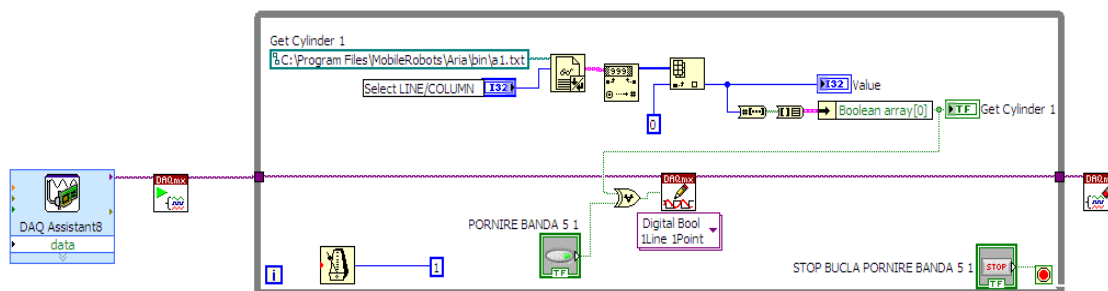 Get Cylinder 1
C:\Program Files\MobileRobots\Aria\bin\a1.txt
Select LINE/COLUMN
I32
999
I32
Value
0
Boolean array[0]
TF
Get Cylinder 1
DAQ Assistant8
data
DAQmx
DAQmx
DAQmx
Digital Bool
1Line 1Point
PORNIRE BANDA 5 1
TF
1
i
STOP BUCLA PORNIRE BANDA 5 1
STOP
TF